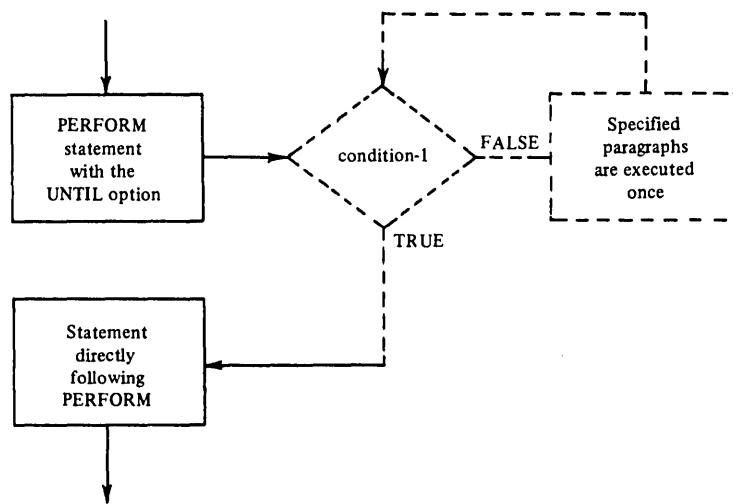 PERFORM
statement
with the
UNTIL option
condition-1
FALSE
Specified
paragraphs
are executed
once
TRUE
Statement
directly
following
PERFORM